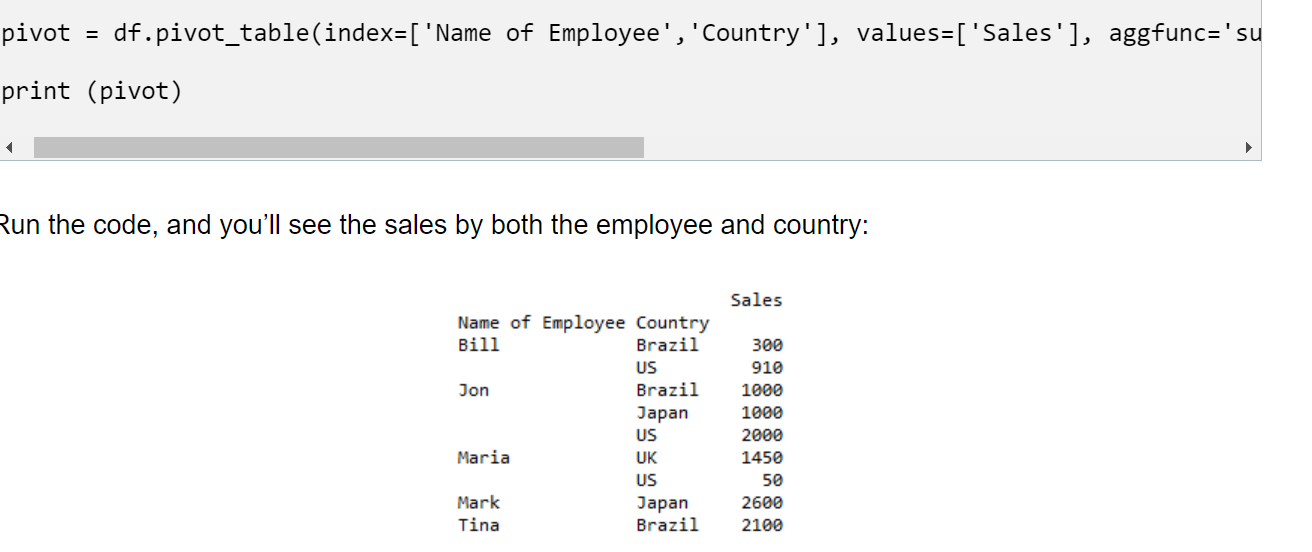 pivot = df.pivot_table(index=['Name of Employee','Country'], values=['Sales'], aggfunc='su
print (pivot)
Run the code, and you’ll see the sales by both the employee and country:
Sales
Name of Employee Country
Bill Brazil 300
US 910
Jon Brazil 1000
Japan 1000
US 2000
Maria UK 1450
US 50
Mark Japan 2600
Tina Brazil 2100